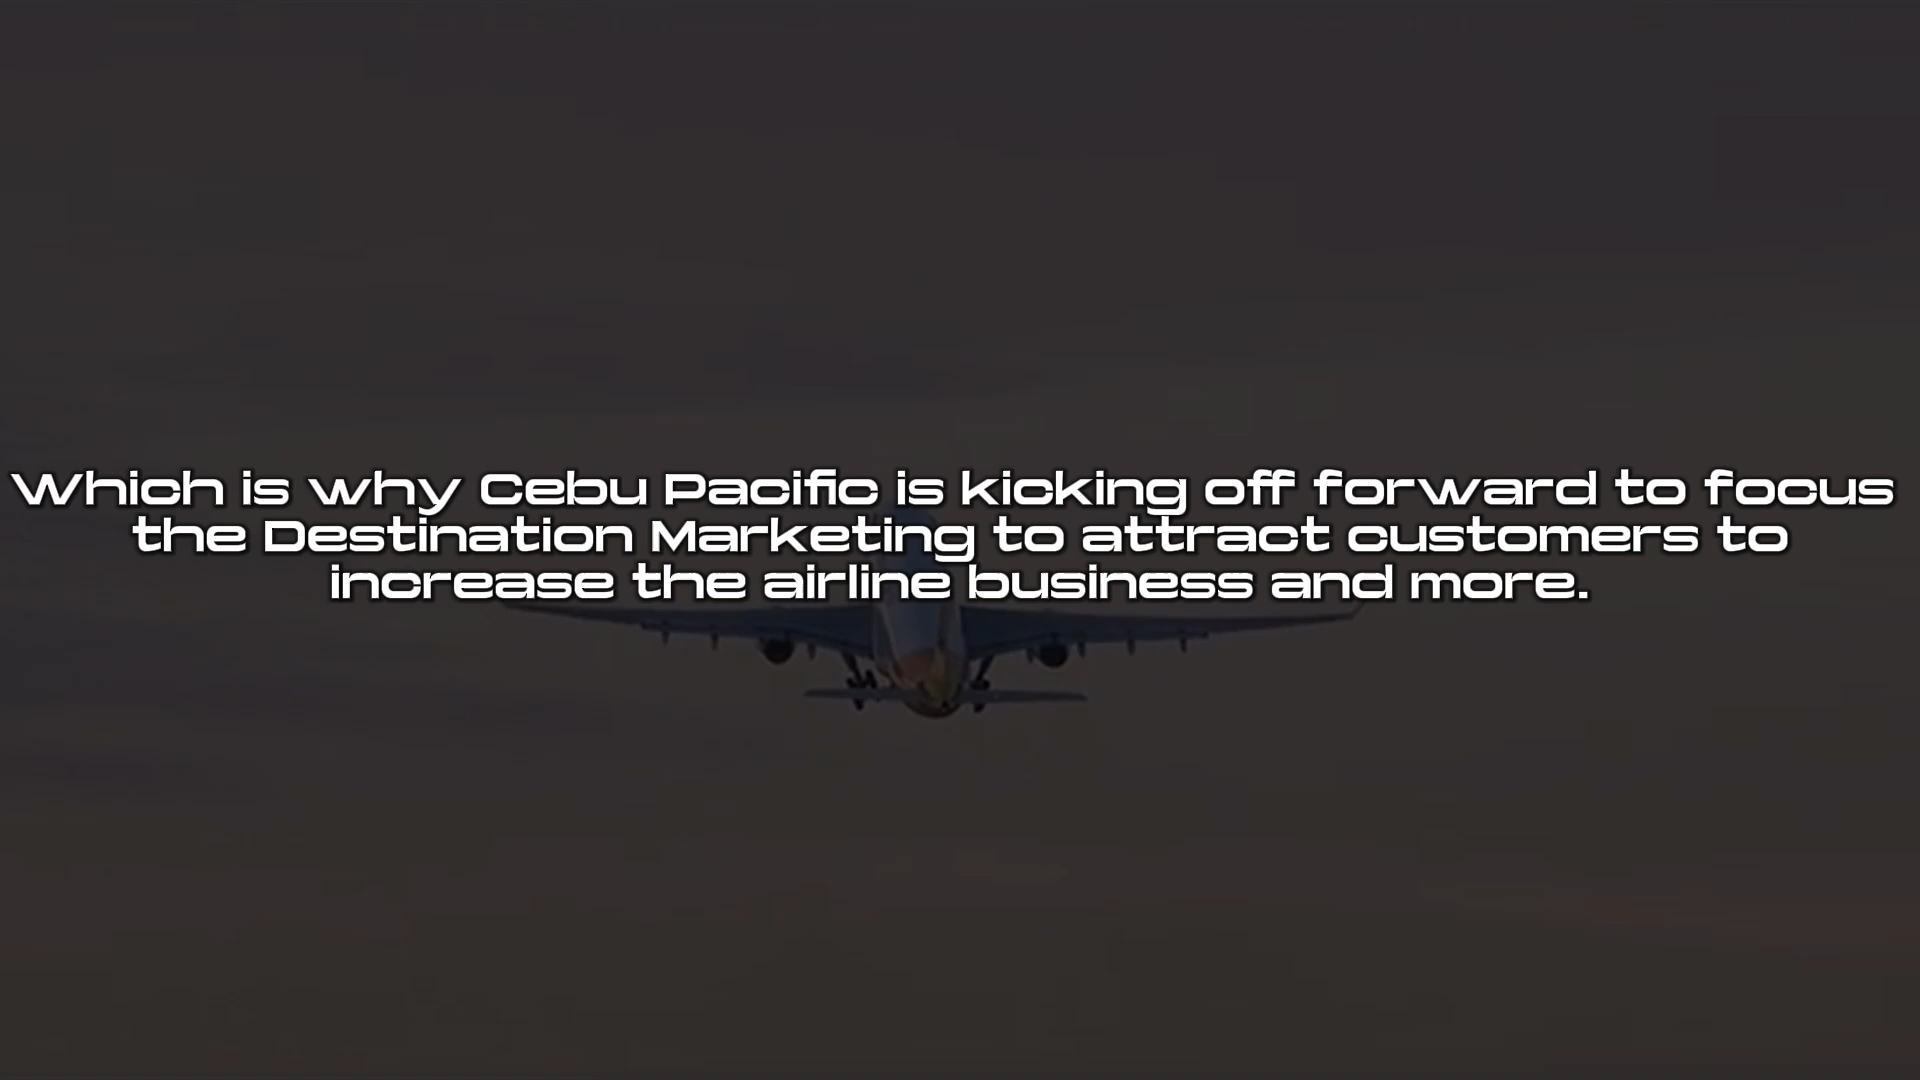 Which is why Cebu Pacific is kicking off forward to focus
the Destination Marketing to attract customers to
increase the airline business and more.